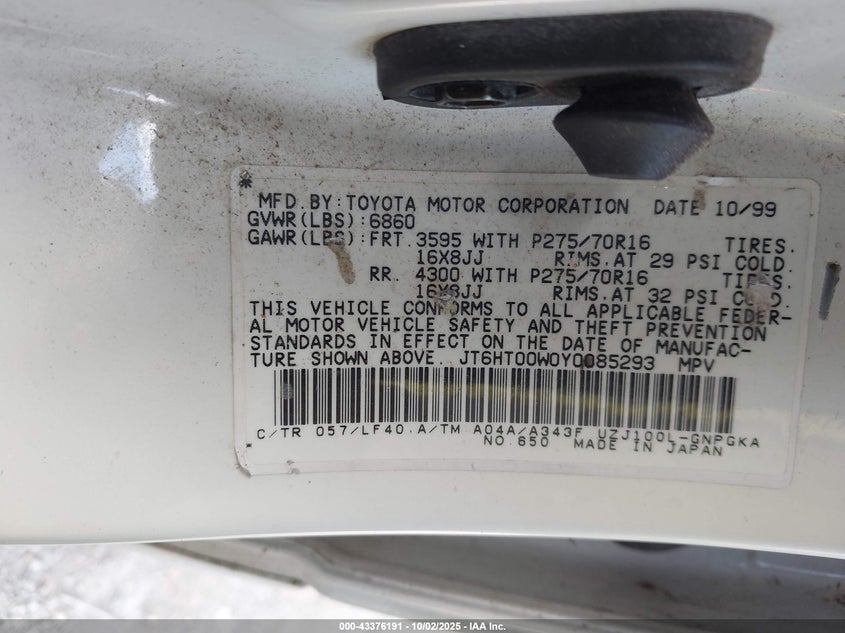 MFD.BY:TOYOTA MOTOR CORPORATION DATE 10/99
GVWR(LBS):6860
GAWR(LBS):FRT.3595 WITH P275/70R16 TIRES.
16X8JJ RIMS.AT 29 PSI COLD.
RR. 4300 WITH P275/70R16 TIRES.
16X8JJ RIMS.AT 32 PSI COLD.
THIS VEHICLE CONFORMS TO ALL APPLICABLE FEDER-
AL MOTOR VEHICLE SAFETY AND THEFT PREVENTION
STANDARDS IN EFFECT ON THE DATE OF MANUFAC-
TURE SHOWN ABOVE. JT6HT00W0Y0085293 MPV
C/TR 057/LF40.A/TM A04A/A343F UZJ100L-GNPGKA
NO.650 MADE IN JAPAN
000-43376191 - 10/02/2025 - IAA Inc.